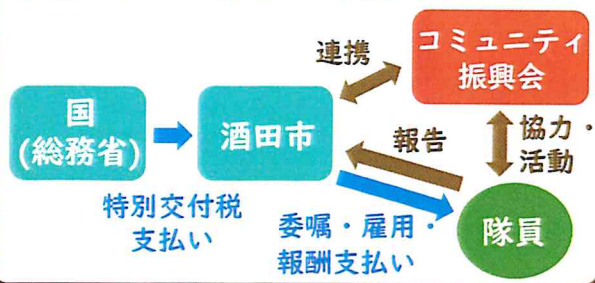 コミュニティ
振興会
連携
国
(総務省)
酒田市
報告
協力・
活動
特別交付税
支払い
委嘱・雇用・
報酬支払い
隊員